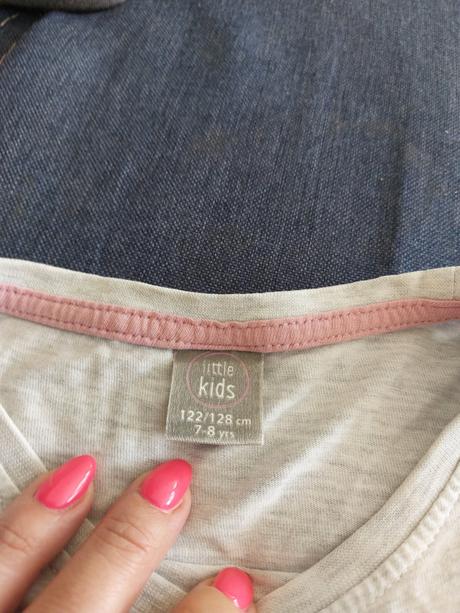 little
kids
122/128 cm
7-8 yrs